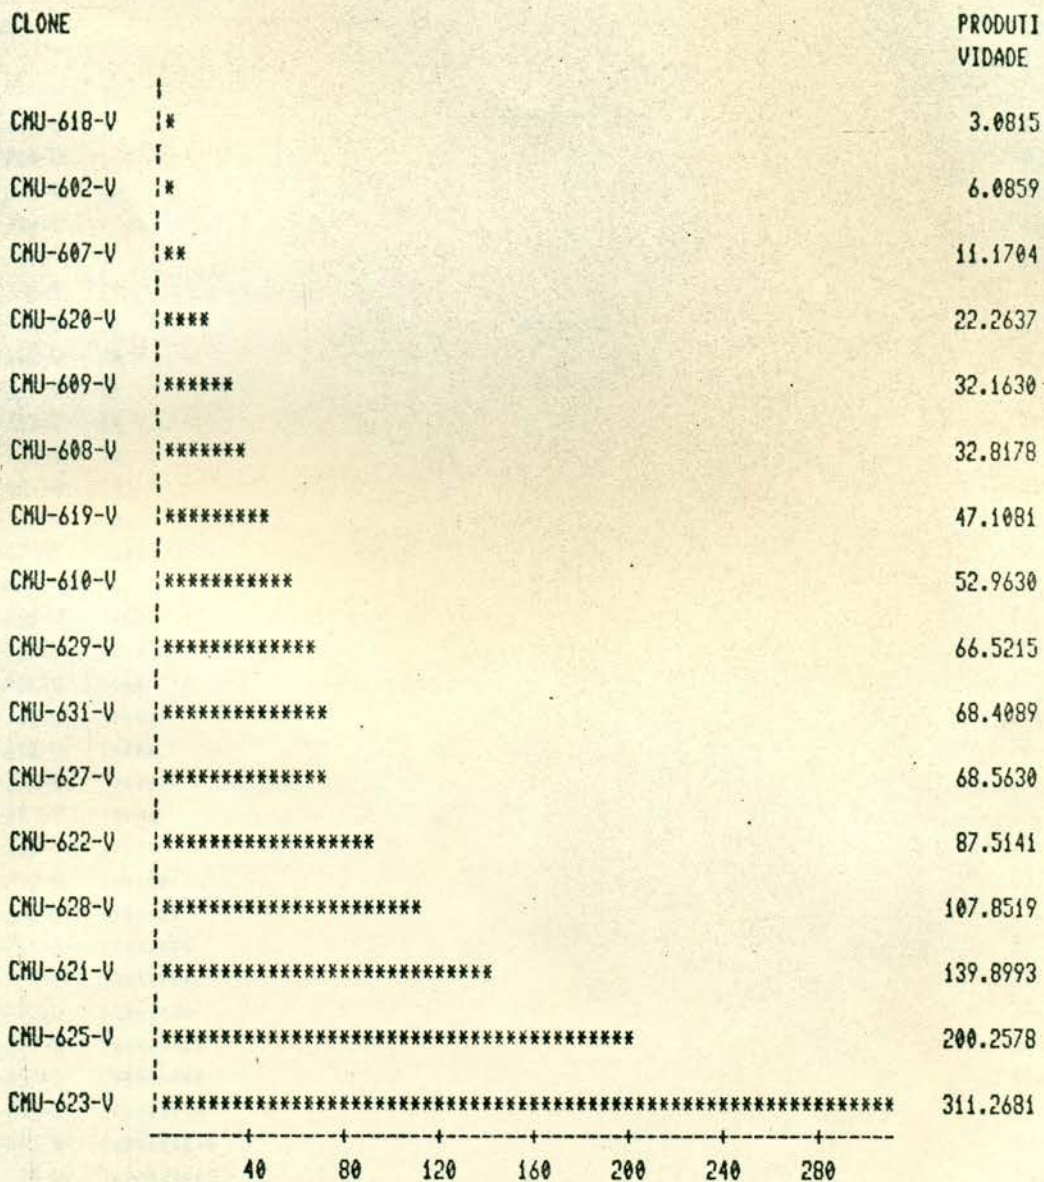 CLONE PRODUTI
VIDADE
CMU-618-V |* 3.0815
CMU-602-V |* 6.0859
CMU-607-V |** 11.1704
CMU-620-V |**** 22.2637
CMU-609-V |****** 32.1630
CMU-608-V |******* 32.8178
CMU-619-V |********* 47.1081
CMU-610-V |*********** 52.9630
CMU-629-V |************* 66.5215
CMU-631-V |************** 68.4089
CMU-627-V |************** 68.5630
CMU-622-V |****************** 87.5141
CMU-628-V |********************** 107.8519
CMU-621-V |**************************** 139.8993
CMU-625-V |**************************************** 200.2578
CMU-623-V |************************************************************** 311.2681
-------+-------+-------+-------+-------+-------+-------+------
40 80 120 160 200 240 280